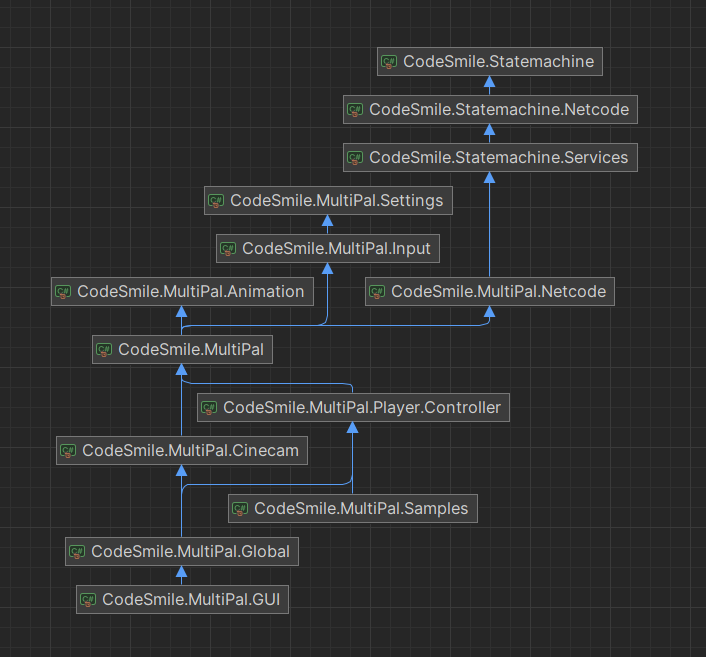 C# CodeSmile.Statemachine
C# CodeSmile.Statemachine.Netcode
C# CodeSmile.Statemachine.Services
C# CodeSmile.MultiPal.Settings
C# CodeSmile.MultiPal.Input
C# CodeSmile.MultiPal.Animation
C# CodeSmile.MultiPal.Netcode
C# CodeSmile.MultiPal
C# CodeSmile.MultiPal.Player.Controller
C# CodeSmile.MultiPal.Cinecam
C# CodeSmile.MultiPal.Samples
C# CodeSmile.MultiPal.Global
C# CodeSmile.MultiPal.GUI